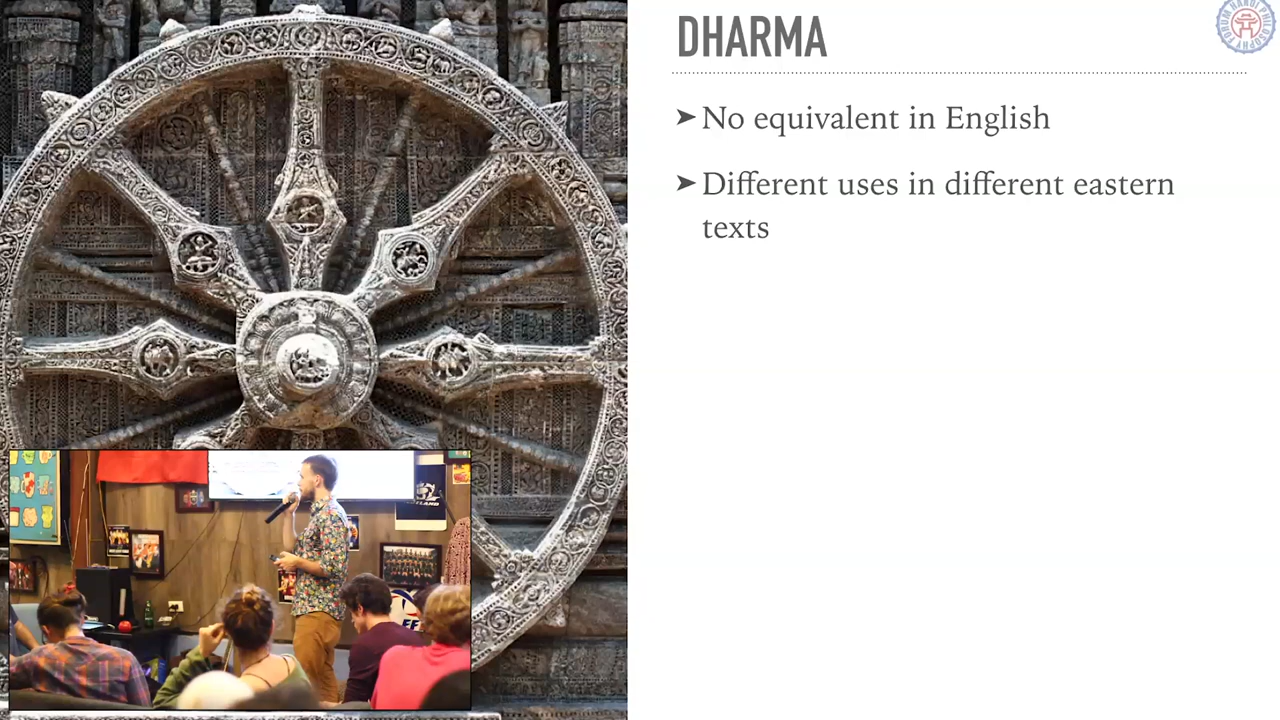 DHARMA
➤ No equivalent in English
➤ Different uses in different eastern
texts